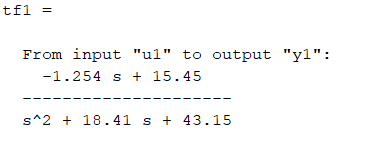 tf1 =
From input "u1" to output "y1":
-1.254 s + 15.45
---------------------
s^2 + 18.41 s + 43.15